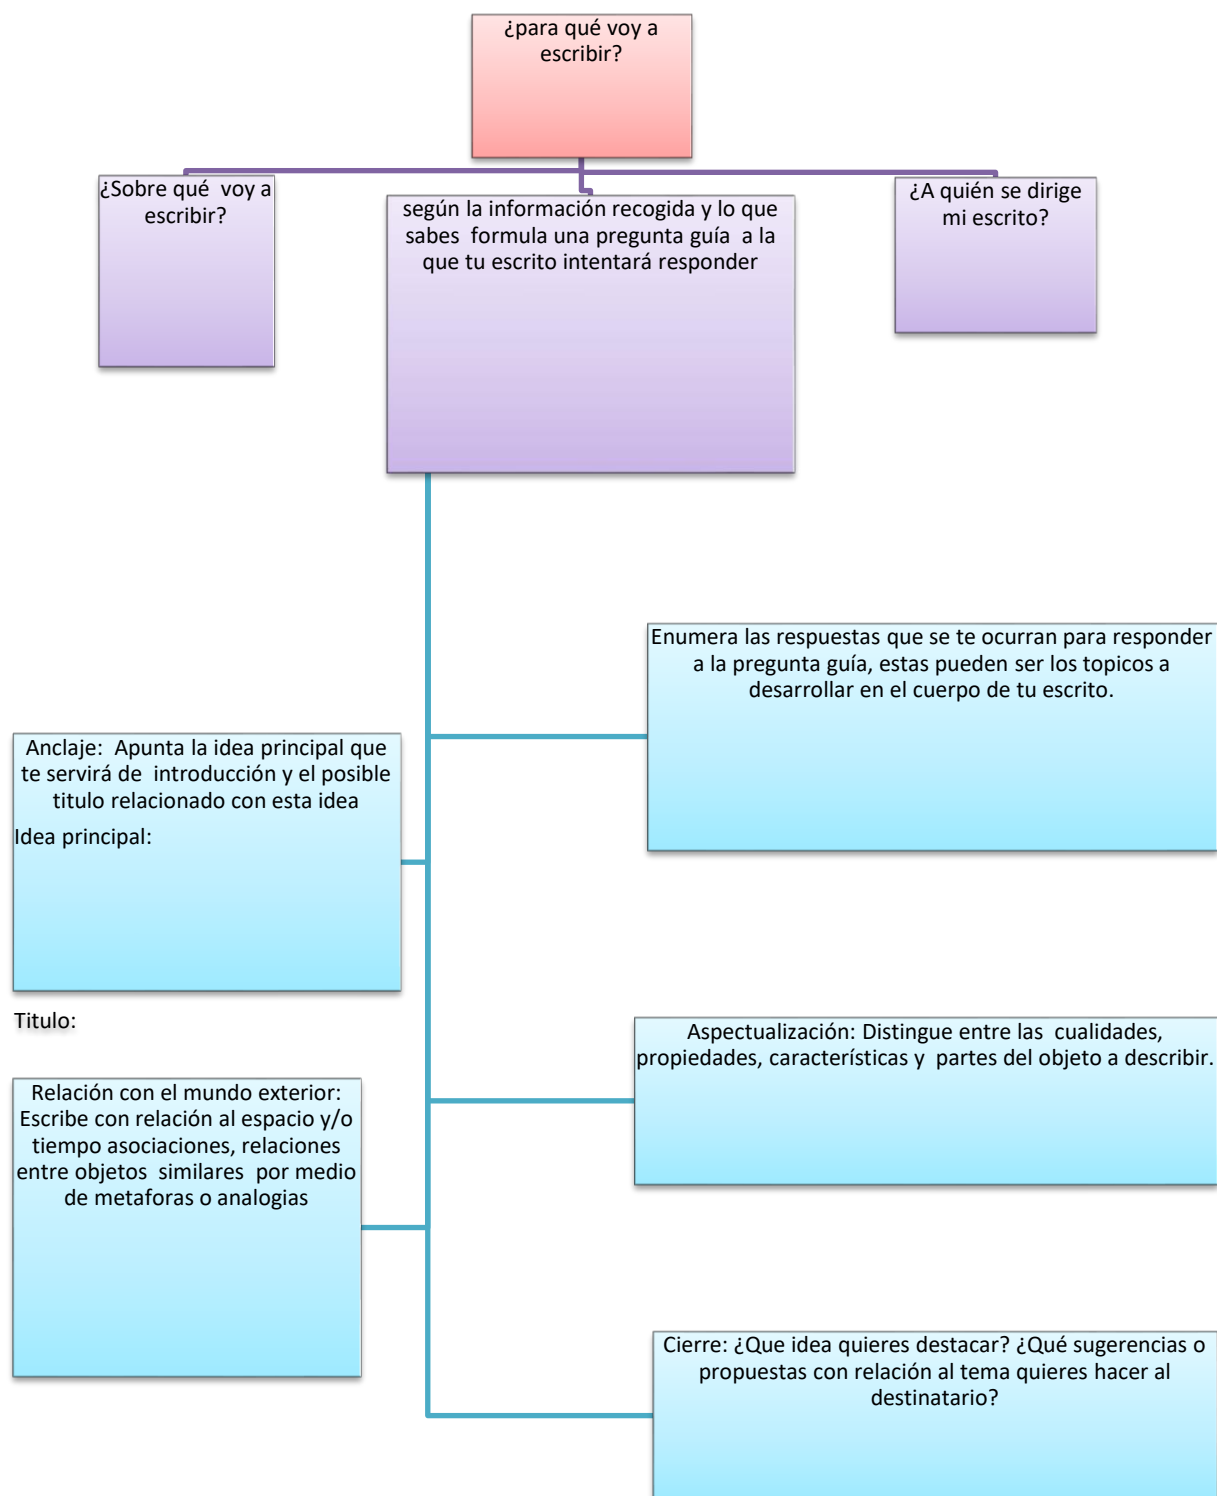 ¿para qué voy a
escribir?
¿Sobre qué  voy a
escribir?
según la información recogida y lo que
sabes  formula una pregunta guía  a la
que tu escrito intentará responder
¿A quién se dirige
mi escrito?
Enumera las respuestas que se te ocurran para responder
a la pregunta guía, estas pueden ser los topicos a
desarrollar en el cuerpo de tu escrito.
Anclaje:  Apunta la idea principal que
te servirá de  introducción y el posible
titulo relacionado con esta idea
Idea principal:
Titulo:
Aspectualización: Distingue entre las  cualidades,
propiedades, características y  partes del objeto a describir.
Relación con el mundo exterior:
Escribe con relación al espacio y/o
tiempo asociaciones, relaciones
entre objetos  similares  por medio
de metaforas o analogias
Cierre: ¿Que idea quieres destacar? ¿Qué sugerencias o
propuestas con relación al tema quieres hacer al
destinatario?